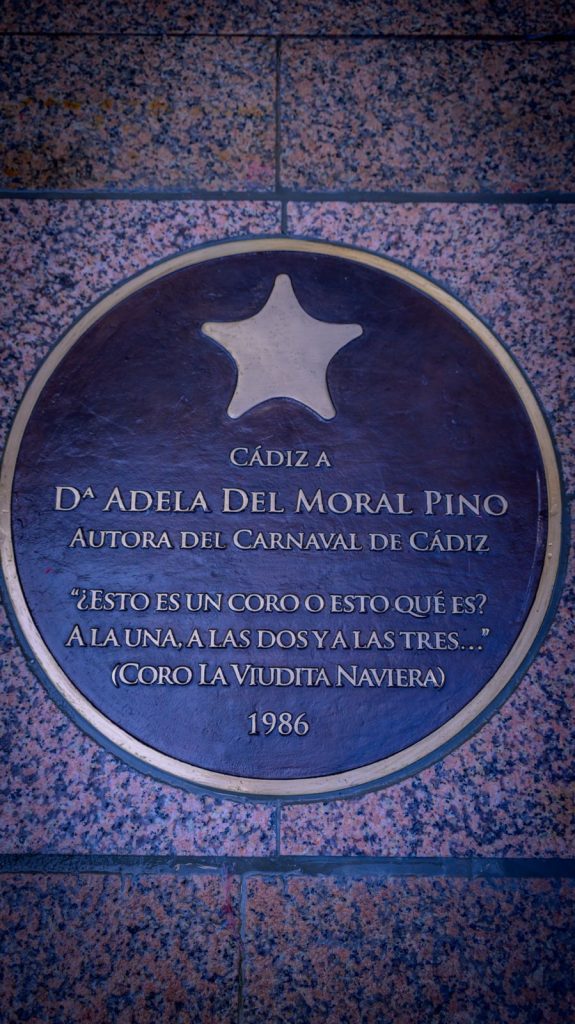 Cádiz a
Dª Adela Del Moral Pino
Autora del Carnaval de Cádiz
"¿Esto es un coro o esto qué es?
A la una, a las dos y a las tres…"
(Coro La Viudita Naviera)
1986